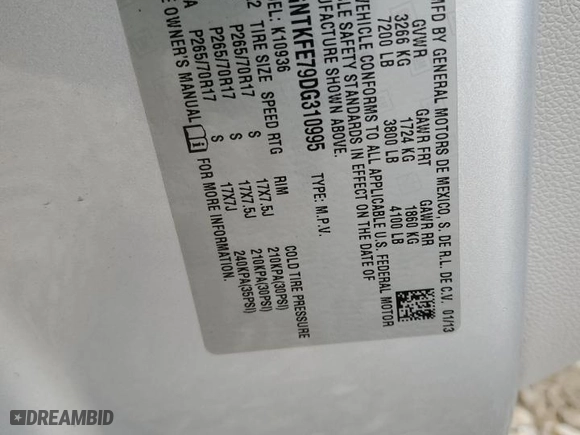 MFD BY GENERAL MOTORS DE MEXICO, S. DE R.L. DE C.V. 01/13
GVWR GAWR FRT GAWR RR
3266 KG 1724 KG 1860 KG
7200 LB 3800 LB 4100 LB
VEHICLE CONFORMS TO ALL APPLICABLE U.S. FEDERAL MOTOR
SAFETY STANDARDS IN EFFECT ON THE DATE OF
MANUFACTURE SHOWN ABOVE.
NTKFE79DG310995 TYPE: M.P.V.
MODEL: K10936
TIRE SIZE SPEED RTG RIM COLD TIRE PRESSURE
P265/70R17 S 17X7.5J 210KPA(30PSI)
P265/70R17 S 17X7.5J 210KPA(30PSI)
P265/70R17 S 17X7J 240KPA(35PSI)
OWNER'S MANUAL i FOR MORE INFORMATION.
DREAMBID